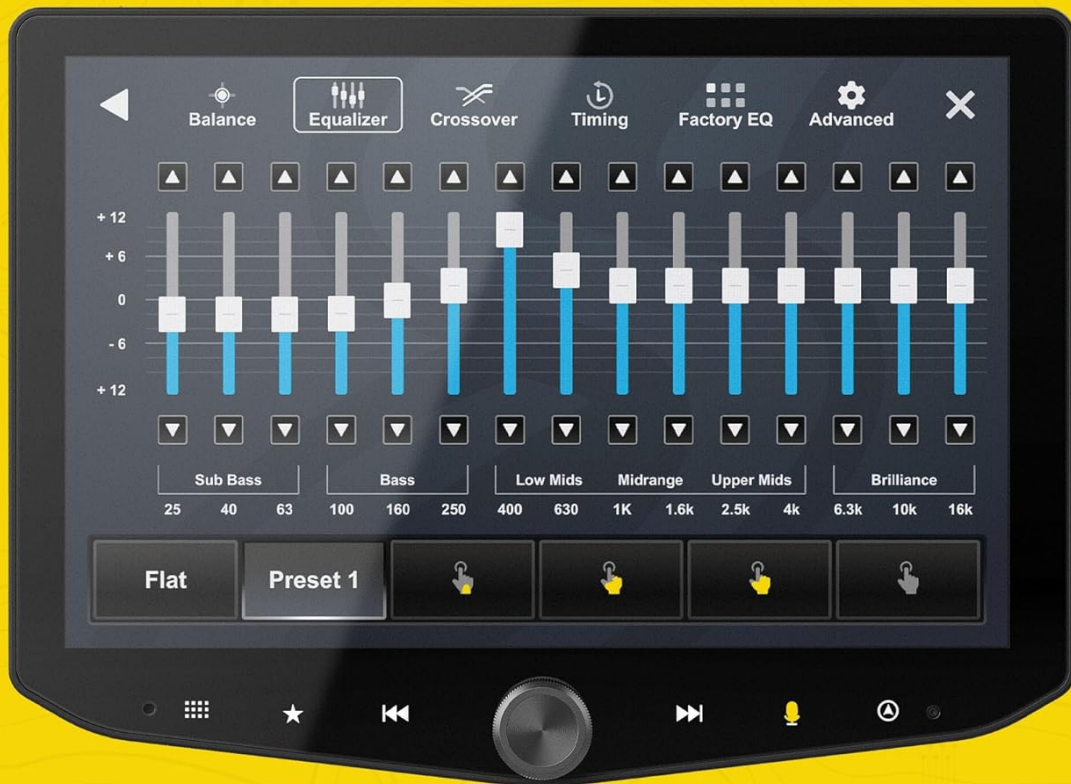 Balance Equalizer Crossover Timing Factory EQ Advanced
+ 12
+ 6
0
- 6
+ 12
Sub Bass Bass Low Mids Midrange Upper Mids Brilliance
25 40 63 100 160 250 400 630 1K 1.6k 2.5k 4k 6.3k 10k 16k
Flat Preset 1